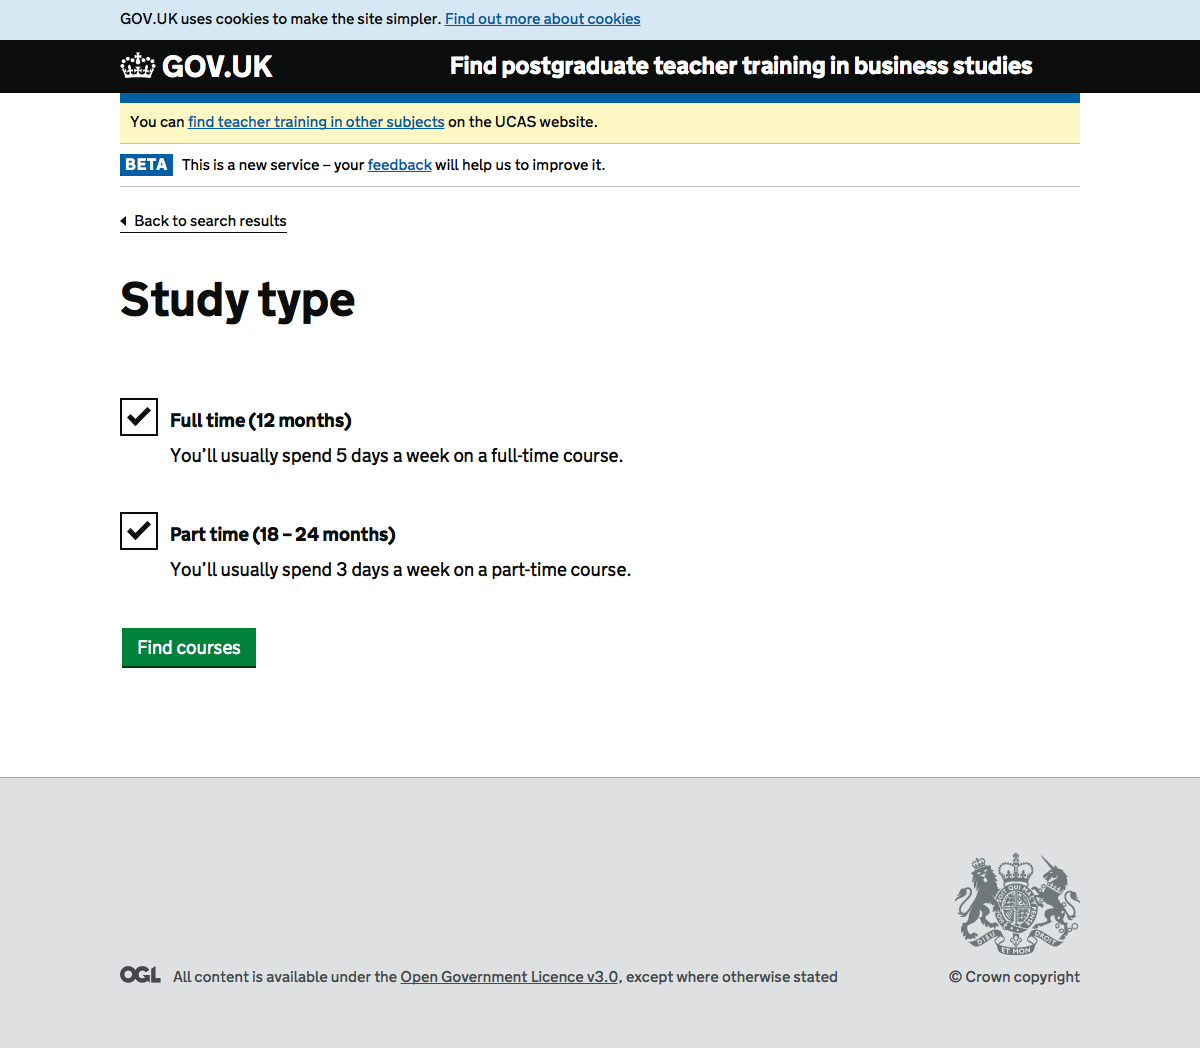 GOV.UK uses cookies to make the site simpler. Find out more about cookies
GOV.UK
Find postgraduate teacher training in business studies
You can find teacher training in other subjects on the UCAS website.
BETA This is a new service – your feedback will help us to improve it.
Back to search results
Study type
Full time (12 months)
You’ll usually spend 5 days a week on a full-time course.
Part time (18 – 24 months)
You’ll usually spend 3 days a week on a part-time course.
Find courses
DIEU ET MON DROIT
OGL All content is available under the Open Government Licence v3.0, except where otherwise stated
© Crown copyright